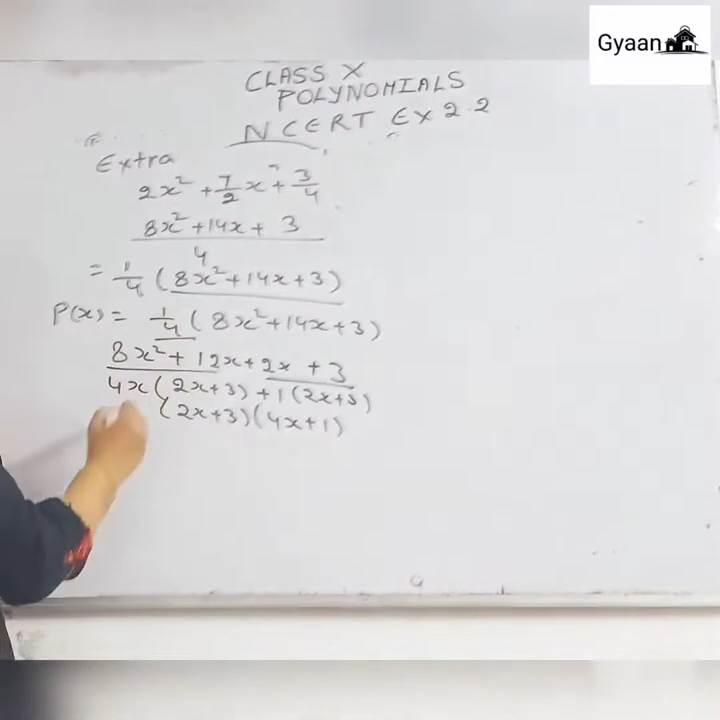 Gyaan
CLASS X
POLYNOMIALS
NCERT EX 2.2
Extra
2x² + 7/2 x + 3/4
8x² + 14x + 3
4
= 1/4 (8x² + 14x + 3)
P(x) = 1/4 (8x² + 14x + 3)
8x² + 12x + 2x + 3
4x(2x+3) + 1(2x+3)
(2x+3)(4x+1)